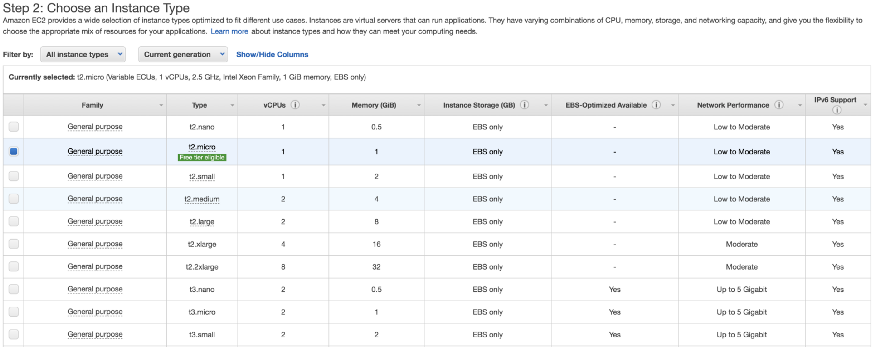 Step 2: Choose an Instance Type
Amazon EC2 provides a wide selection of instance types optimized to fit different use cases. Instances are virtual servers that can run applications. They have varying combinations of CPU, memory, storage, and networking capacity, and give you the flexibility to
choose the appropriate mix of resources for your applications. Learn more about instance types and how they can meet your computing needs.
Filter by: All instance types Current generation Show/Hide Columns
Currently selected: t2.micro (Variable ECUs, 1 vCPUs, 2.5 GHz, Intel Xeon Family, 1 GiB memory, EBS only)
Family Type vCPUs Memory (GiB) Instance Storage (GB) EBS-Optimized Available Network Performance IPv6 Support
General purpose t2.nano 1 0.5 EBS only - Low to Moderate Yes
General purpose t2.micro Free tier eligible 1 1 EBS only - Low to Moderate Yes
General purpose t2.small 1 2 EBS only - Low to Moderate Yes
General purpose t2.medium 2 4 EBS only - Low to Moderate Yes
General purpose t2.large 2 8 EBS only - Low to Moderate Yes
General purpose t2.xlarge 4 16 EBS only - Moderate Yes
General purpose t2.2xlarge 8 32 EBS only - Moderate Yes
General purpose t3.nano 2 0.5 EBS only Yes Up to 5 Gigabit Yes
General purpose t3.micro 2 1 EBS only Yes Up to 5 Gigabit Yes
General purpose t3.small 2 2 EBS only Yes Up to 5 Gigabit Yes